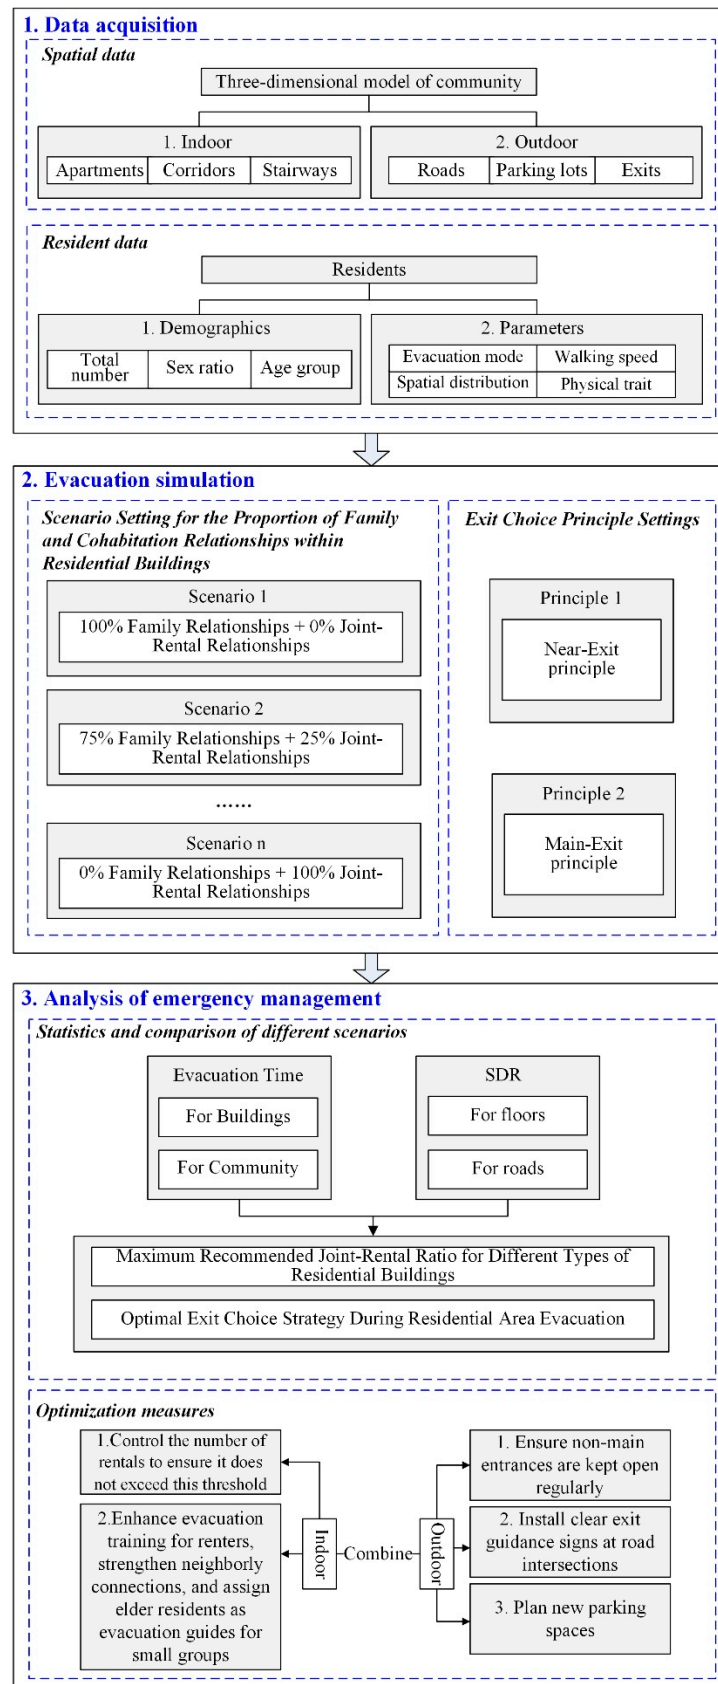 1. Data acquisition
Spatial data
Three-dimensional model of community
1. Indoor
Apartments
Corridors
Stairways
2. Outdoor
Roads
Parking lots
Exits
Resident data
Residents
1. Demographics
Total
number
Sex ratio
Age group
2. Parameters
Evacuation mode
Walking speed
Spatial distribution
Physical trait
2. Evacuation simulation
Scenario Setting for the Proportion of Family
and Cohabitation Relationships within
Residential Buildings
Scenario 1
100% Family Relationships + 0% Joint-
Rental Relationships
Scenario 2
75% Family Relationships + 25% Joint-
Rental Relationships
......
Scenario n
0% Family Relationships + 100% Joint-
Rental Relationships
Exit Choice Principle Settings
Principle 1
Near-Exit
principle
Principle 2
Main-Exit
principle
3. Analysis of emergency management
Statistics and comparison of different scenarios
Evacuation Time
For Buildings
For Community
SDR
For floors
For roads
Maximum Recommended Joint-Rental Ratio for Different Types of
Residential Buildings
Optimal Exit Choice Strategy During Residential Area Evacuation
Optimization measures
1.Control the number of
rentals to ensure it does
not exceed this threshold
2.Enhance evacuation
training for renters,
strengthen neighborly
connections, and assign
elder residents as
evacuation guides for
small groups
Indoor
Combine
Outdoor
1. Ensure non-main
entrances are kept open
regularly
2. Install clear exit
guidance signs at road
intersections
3. Plan new parking
spaces